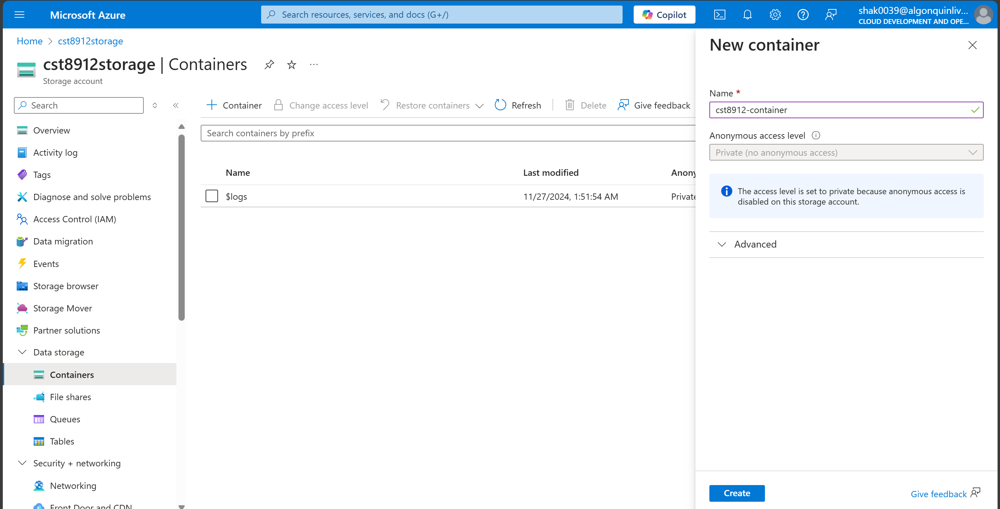 Microsoft Azure
Search resources, services, and docs (G+/)
Copilot
shak0039@algonquinliv...
CLOUD DEVELOPMENT AND OPE...
Home > cst8912storage
cst8912storage | Containers
Storage account
Search
Overview
Activity log
Tags
Diagnose and solve problems
Access Control (IAM)
Data migration
Events
Storage browser
Storage Mover
Partner solutions
Data storage
Containers
File shares
Queues
Tables
Security + networking
Networking
Front Door and CDN
Container
Change access level
Restore containers
Refresh
Delete
Give feedback
Search containers by prefix
Name Last modified Anony
$logs 11/27/2024, 1:51:54 AM Private
New container
Name *
cst8912-container
Anonymous access level
Private (no anonymous access)
The access level is set to private because anonymous access is
disabled on this storage account.
Advanced
Create
Give feedback